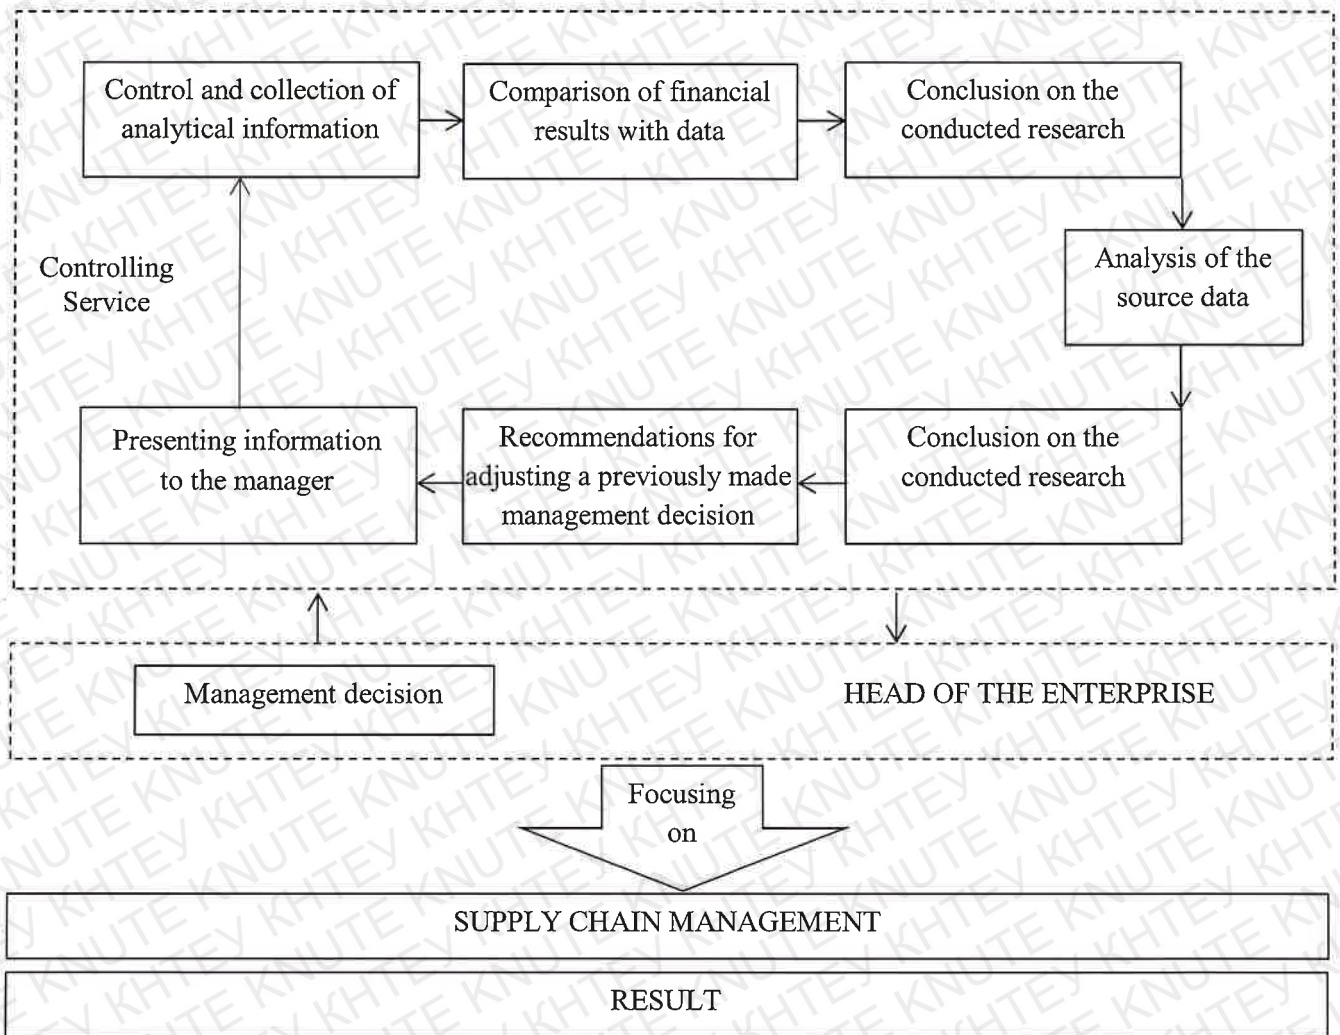 Control and collection of
analytical information
Comparison of financial
results with data
Conclusion on the
conducted research
Controlling
Service
Analysis of the
source data
Presenting information
to the manager
Recommendations for
adjusting a previously made
management decision
Conclusion on the
conducted research
Management decision
HEAD OF THE ENTERPRISE
Focusing
on
SUPPLY CHAIN MANAGEMENT
RESULT
KHTEУ KNUTE